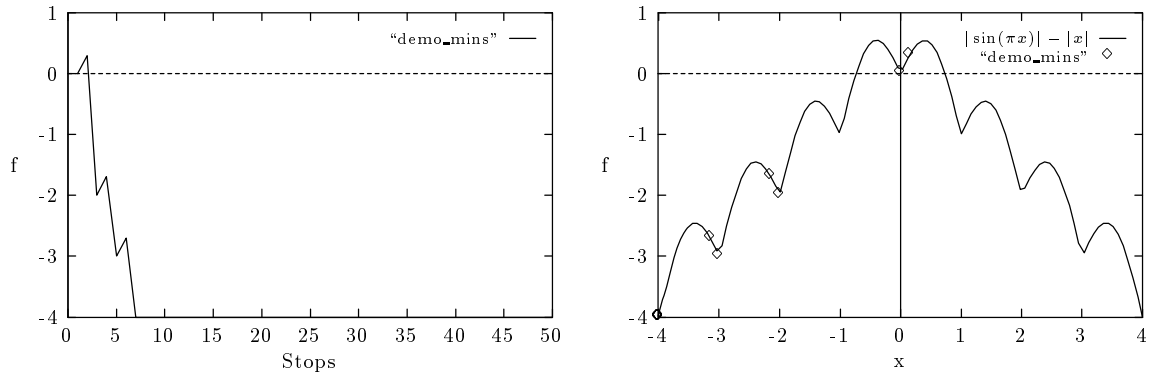 1
0
-1
-2
-3
-4
f
0 5 10 15 20 25 30 35 40 45 50
Stops
“demo_mins”
1
0
-1
-2
-3
-4
f
-4 -3 -2 -1 0 1 2 3 4
x
| sin(πx)| − |x|
“demo_mins”